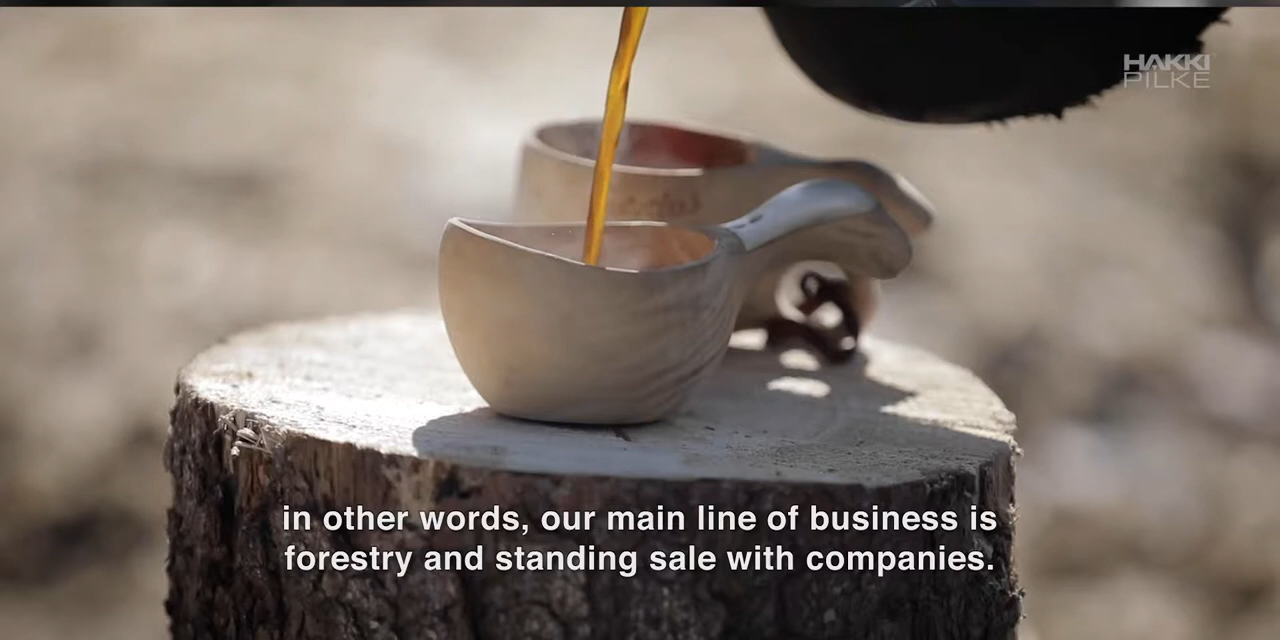 HAKKI
PILKE
in other words, our main line of business is
forestry and standing sale with companies.